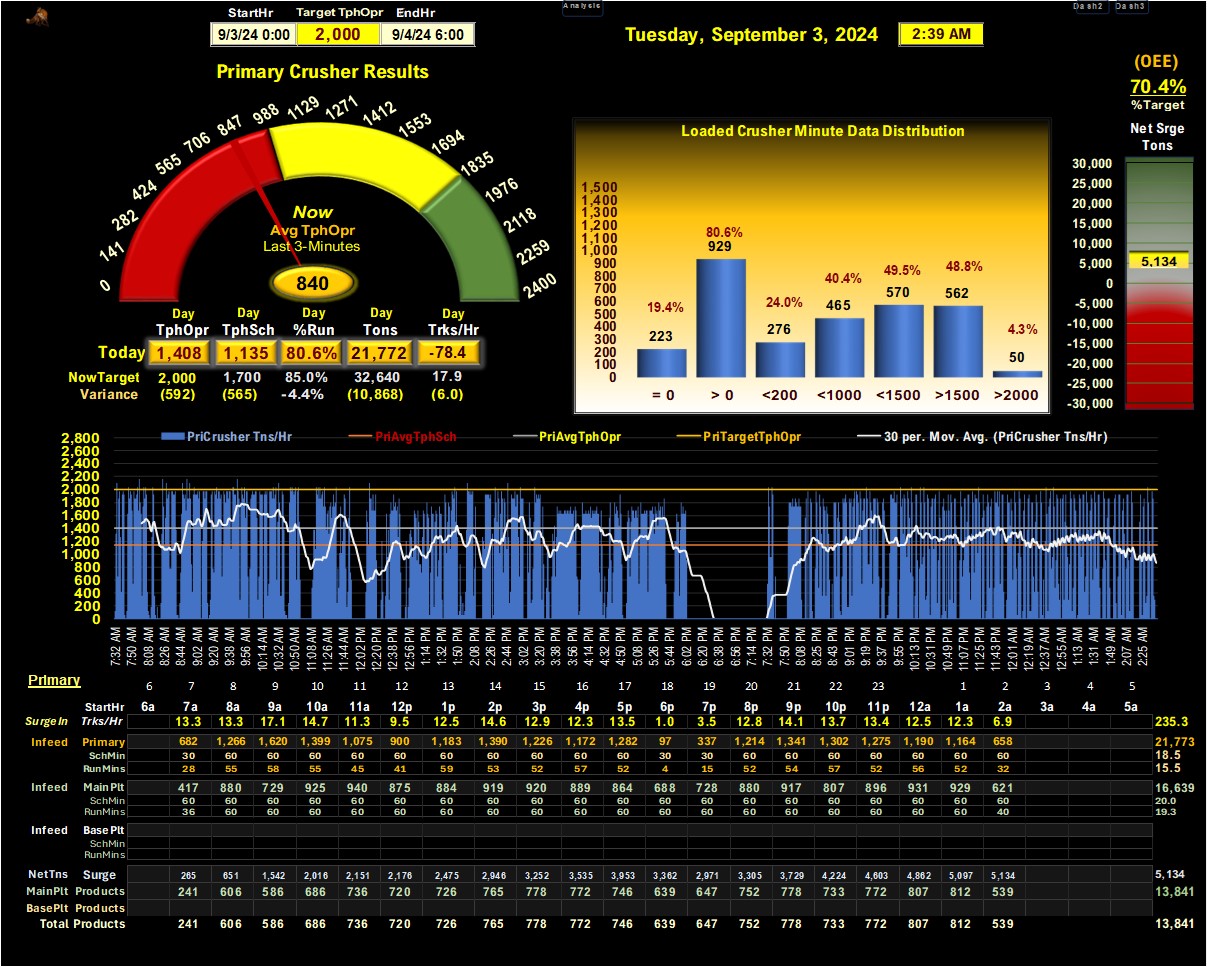 Analysis Dash2 Dash3
StartHr Target TphOpr EndHr
9/3/24 0:00 2,000 9/4/24 6:00
Tuesday, September 3, 2024 2:39 AM
(OEE)
70.4%
%Target
Primary Crusher Results
0 141 282 424 565 706 847 988 1129 1271 1412 1553 1694 1835 1976 2118 2259 2400
Now
Avg TphOpr
Last 3-Minutes
840
Day Day Day Day Day
TphOpr TphSch %Run Tons Trks/Hr
Today 1,408 1,135 80.6% 21,772 -78.4
NowTarget 2,000 1,700 85.0% 32,640 17.9
Variance (592) (565) -4.4% (10,868) (6.0)
Loaded Crusher Minute Data Distribution
1,500
1,400
1,300
1,200
1,100
1,000
900
800
700
600
500
400
300
200
100
0
19.4% 80.6% 24.0% 40.4% 49.5% 48.8% 4.3%
223 929 276 465 570 562 50
= 0 > 0 <200 <1000 <1500 >1500 >2000
Net Srge
Tons
30,000
25,000
20,000
15,000
10,000
5,000
0
-5,000
-10,000
-15,000
-20,000
-25,000
-30,000
5,134
PriCrusher Tns/Hr PriAvgTphSch PriAvgTphOpr PriTargetTphOpr 30 per. Mov. Avg. (PriCrusher Tns/Hr)
2,800
2,600
2,400
2,200
2,000
1,800
1,600
1,400
1,200
1,000
800
600
400
200
0
7:32 AM 7:50 AM 8:08 AM 8:26 AM 8:44 AM 9:02 AM 9:20 AM 9:38 AM 9:56 AM 10:14 AM 10:32 AM 10:50 AM 11:08 AM 11:26 AM 11:44 AM 12:02 PM 12:20 PM 12:38 PM 12:56 PM 1:14 PM 1:32 PM 1:50 PM 2:08 PM 2:26 PM 2:44 PM 3:02 PM 3:20 PM 3:38 PM 3:56 PM 4:14 PM 4:32 PM 4:50 PM 5:08 PM 5:26 PM 5:44 PM 6:02 PM 6:20 PM 6:38 PM 6:56 PM 7:14 PM 7:32 PM 7:50 PM 8:08 PM 8:25 PM 8:43 PM 9:01 PM 9:19 PM 9:37 PM 9:55 PM 10:13 PM 10:31 PM 10:49 PM 11:07 PM 11:25 PM 11:43 PM 12:01 AM 12:19 AM 12:37 AM 12:55 AM 1:13 AM 1:31 AM 1:49 AM 2:07 AM 2:25 AM
Primary
6 7 8 9 10 11 12 13 14 15 16 17 18 19 20 21 22 23 1 2 3 4 5
StartHr 6a 7a 8a 9a 10a 11a 12p 1p 2p 3p 4p 5p 6p 7p 8p 9p 10p 11p 12a 1a 2a 3a 4a 5a
SurgeIn Trks/Hr 13.3 13.3 17.1 14.7 11.3 9.5 12.5 14.6 12.9 12.3 13.5 1.0 3.5 12.8 14.1 13.7 13.4 12.5 12.3 6.9 235.3
Infeed Primary 682 1,266 1,620 1,399 1,075 900 1,183 1,390 1,226 1,172 1,282 97 337 1,214 1,341 1,302 1,275 1,190 1,164 658 21,773
SchMin 30 60 60 60 60 60 60 60 60 60 60 30 30 60 60 60 60 60 60 60 18.5
RunMins 28 55 58 55 45 41 59 53 52 57 52 4 15 52 54 57 52 56 52 32 15.5
Infeed MainPlt 417 880 729 925 940 875 884 919 920 889 864 688 728 880 917 807 896 931 929 621 16,639
SchMin 60 60 60 60 60 60 60 60 60 60 60 60 60 60 60 60 60 60 60 60 20.0
RunMins 36 60 60 60 60 60 60 60 60 60 60 60 60 60 60 60 60 60 60 40 19.3
Infeed Base Plt
SchMin
RunMins
NetTns Surge 265 651 1,542 2,016 2,151 2,176 2,475 2,946 3,252 3,535 3,953 3,362 2,971 3,305 3,729 4,224 4,603 4,862 5,097 5,134 5,134
MainPlt Products 241 606 586 686 736 720 726 765 778 772 746 639 647 752 778 733 772 807 812 539 13,841
BasePlt Products
Total Products 241 606 586 686 736 720 726 765 778 772 746 639 647 752 778 733 772 807 812 539 13,841